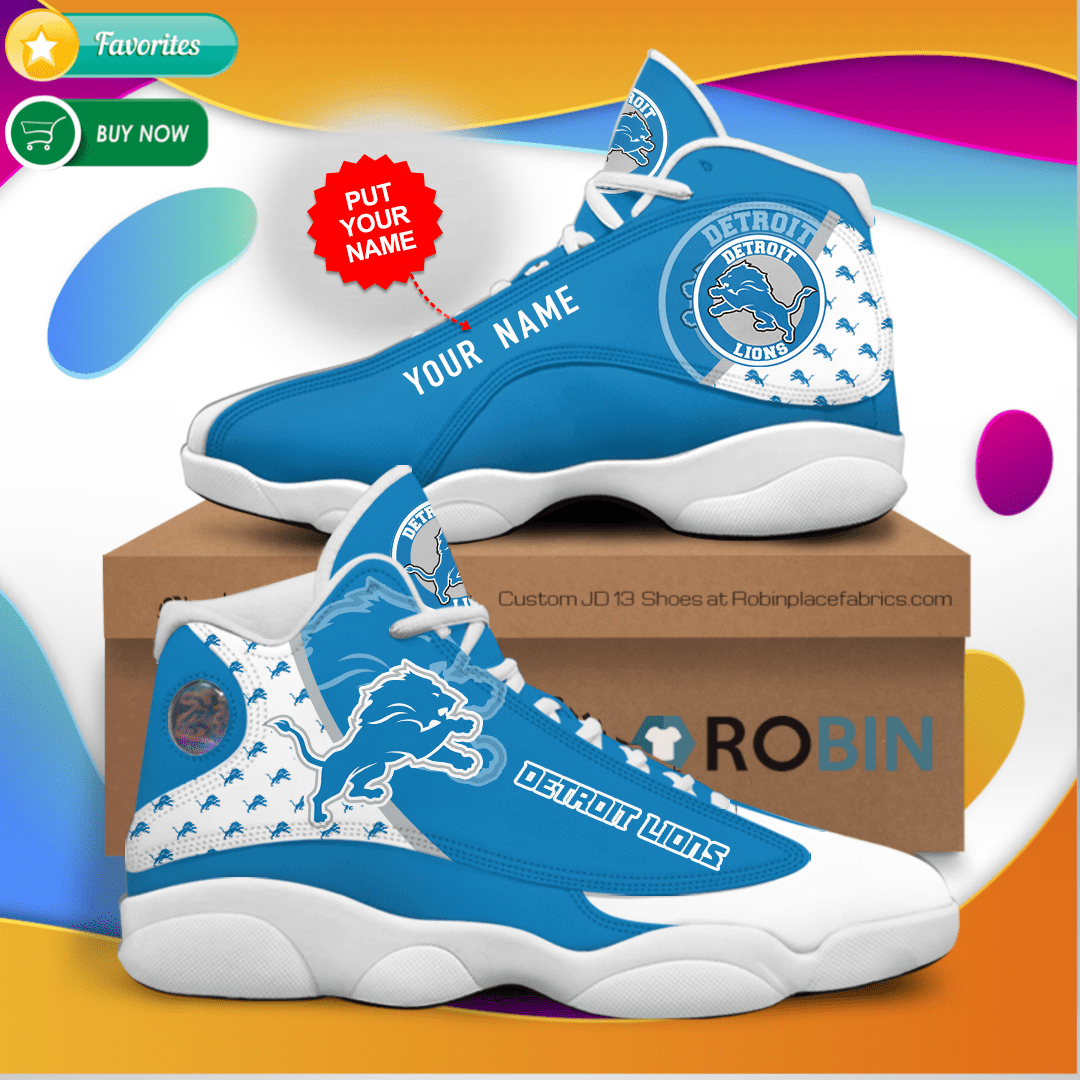 Favorites
BUY NOW
PUT
YOUR
NAME
YOUR NAME
DETROIT
DETROIT
LIONS
DETROIT LIONS
Custom JD 13 Shoes at Robinplacefabrics.com
ROBIN